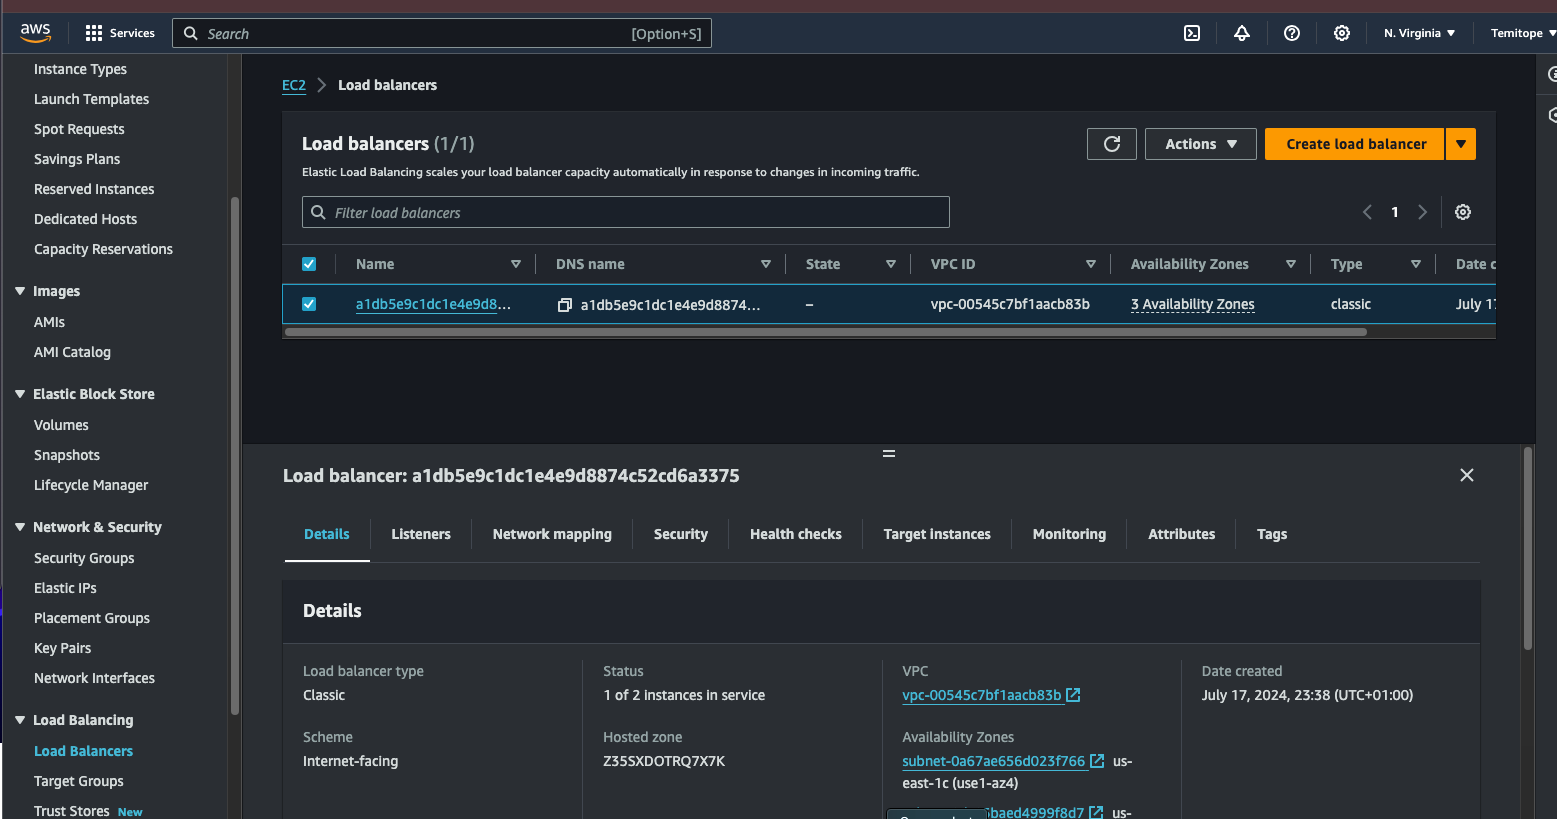 aws
Services
Search
[Option+S]
N. Virginia
Temitope
Instance Types
Launch Templates
Spot Requests
Savings Plans
Reserved Instances
Dedicated Hosts
Capacity Reservations
Images
AMIs
AMI Catalog
Elastic Block Store
Volumes
Snapshots
Lifecycle Manager
Network & Security
Security Groups
Elastic IPs
Placement Groups
Key Pairs
Network Interfaces
Load Balancing
Load Balancers
Target Groups
Trust Stores New
EC2 > Load balancers
Load balancers (1/1)
Actions
Create load balancer
Elastic Load Balancing scales your load balancer capacity automatically in response to changes in incoming traffic.
Filter load balancers
1
Name DNS name State VPC ID Availability Zones Type Date c
a1db5e9c1dc1e4e9d8... a1db5e9c1dc1e4e9d8874... – vpc-00545c7bf1aacb83b 3 Availability Zones classic July 17
Load balancer: a1db5e9c1dc1e4e9d8874c52cd6a3375
Details Listeners Network mapping Security Health checks Target instances Monitoring Attributes Tags
Details
Load balancer type
Classic
Scheme
Internet-facing
Status
1 of 2 instances in service
Hosted zone
Z35SXDOTRQ7X7K
VPC
vpc-00545c7bf1aacb83b
Availability Zones
subnet-0a67ae656d023f766 us-
east-1c (use1-az4)
baed4999f8d7 us-
Date created
July 17, 2024, 23:38 (UTC+01:00)